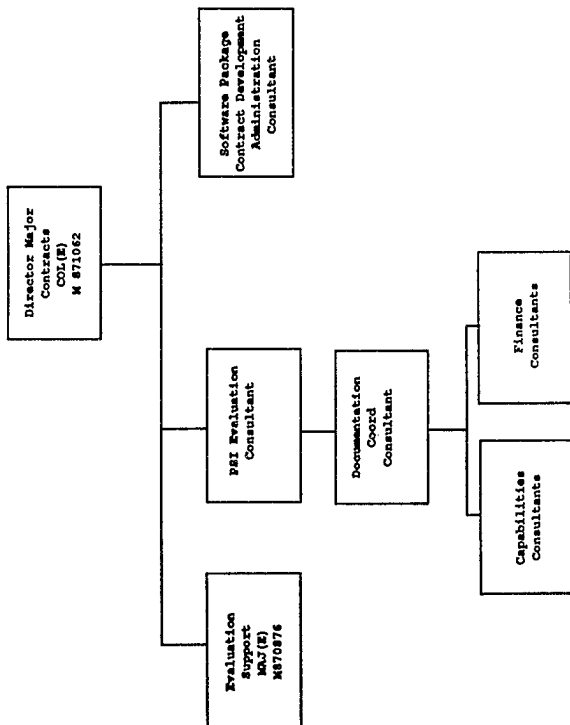 Director Major
Contracts
COL(E)
M 871062
Evaluation
Support
MAJ(E)
M870876
PSI Evaluation
Consultant
Software Package
Contract Development
Administration
Consultant
Documentation
Coord
Consultant
Capabilities
Consultants
Finance
Consultants